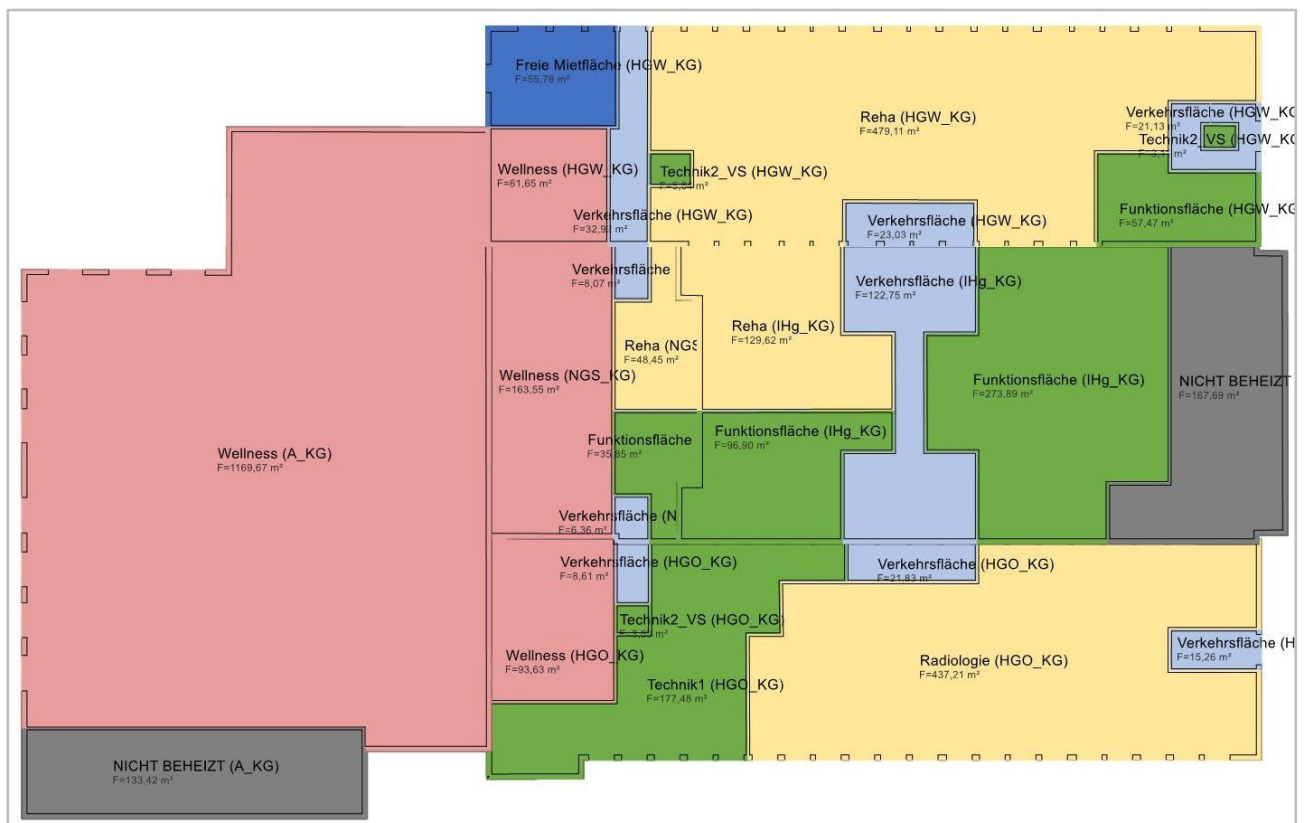 Freie Mietfläche (HGW_KG)
F=55,78 m²
Reha (HGW_KG)
F=479,11 m²
Verkehrsfläche (HGW_KG
F=21,13 m²
Technik2_VS (HGW_KG
Wellness (HGW_KG)
F=61,65 m²
Technik2_VS (HGW_KG)
Verkehrsfläche (HGW_KG)
F=32,92 m²
Verkehrsfläche (HGW_KG)
F=23,03 m²
Funktionsfläche (HGW_KG
F=57,47 m²
Verkehrsfläche
F=8,07 m²
Verkehrsfläche (IHg_KG)
F=122,75 m²
Reha (NGS
F=48,45 m²
Reha (IHg_KG)
F=129,62 m²
Wellness (NGS_KG)
F=163,55 m²
Funktionsfläche (IHg_KG)
F=273,89 m²
NICHT BEHEIZT
F=167,69 m²
Wellness (A_KG)
F=1169,67 m²
Funktionsfläche
F=35,85 m²
Funktionsfläche (IHg_KG)
F=96,90 m²
Verkehrsfläche (N
F=6,36 m²
Verkehrsfläche (HGO_KG)
F=8,61 m²
Verkehrsfläche (HGO_KG)
F=21,83 m²
Technik2_VS (HGO_KG)
Wellness (HGO_KG)
F=93,63 m²
Technik1 (HGO_KG)
F=177,48 m²
Radiologie (HGO_KG)
F=437,21 m²
Verkehrsfläche (H
F=15,26 m²
NICHT BEHEIZT (A_KG)
F=133,42 m²